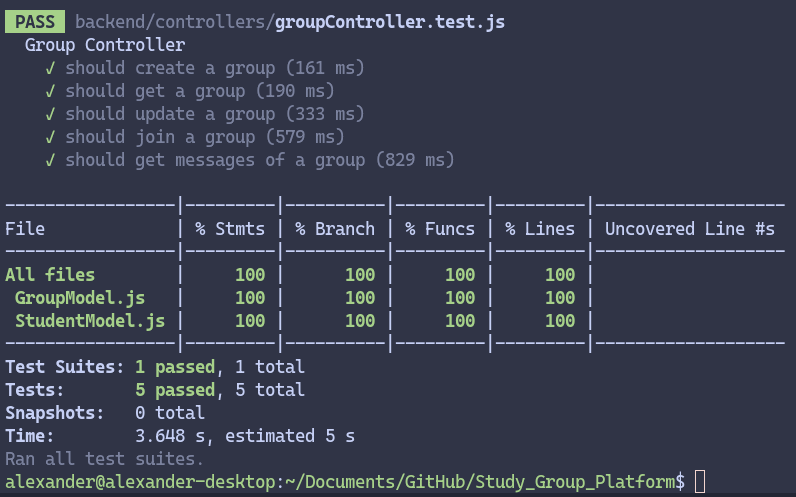 PASS backend/controllers/groupController.test.js
Group Controller
✓ should create a group (161 ms)
✓ should get a group (190 ms)
✓ should update a group (333 ms)
✓ should join a group (579 ms)
✓ should get messages of a group (829 ms)
-----------------|---------|----------|---------|---------|-------------------
File | % Stmts | % Branch | % Funcs | % Lines | Uncovered Line #s
-----------------|---------|----------|---------|---------|-------------------
All files | 100 | 100 | 100 | 100 |
GroupModel.js | 100 | 100 | 100 | 100 |
StudentModel.js | 100 | 100 | 100 | 100 |
-----------------|---------|----------|---------|---------|-------------------
Test Suites: 1 passed, 1 total
Tests: 5 passed, 5 total
Snapshots: 0 total
Time: 3.648 s, estimated 5 s
Ran all test suites.
alexander@alexander-desktop:~/Documents/GitHub/Study_Group_Platform$